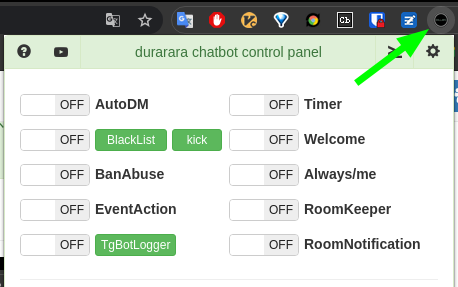 durarara chatbot control panel
OFF AutoDM OFF Timer
OFF BlackList kick OFF Welcome
OFF BanAbuse OFF Always/me
OFF EventAction OFF RoomKeeper
OFF TgBotLogger OFF RoomNotification